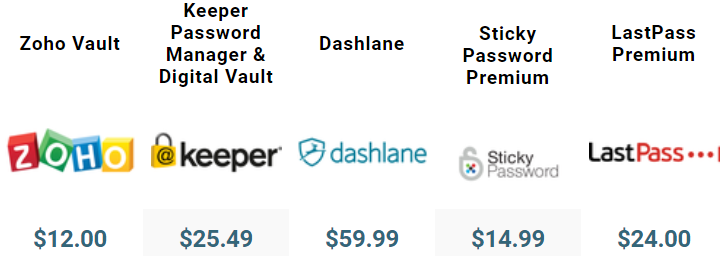 Zoho Vault
Keeper
Password
Manager &
Digital Vault
Dashlane
Sticky
Password
Premium
LastPass
Premium
ZOHO
@ keeper
dashlane
Sticky
Password
LastPass
$12.00
$25.49
$59.99
$14.99
$24.00